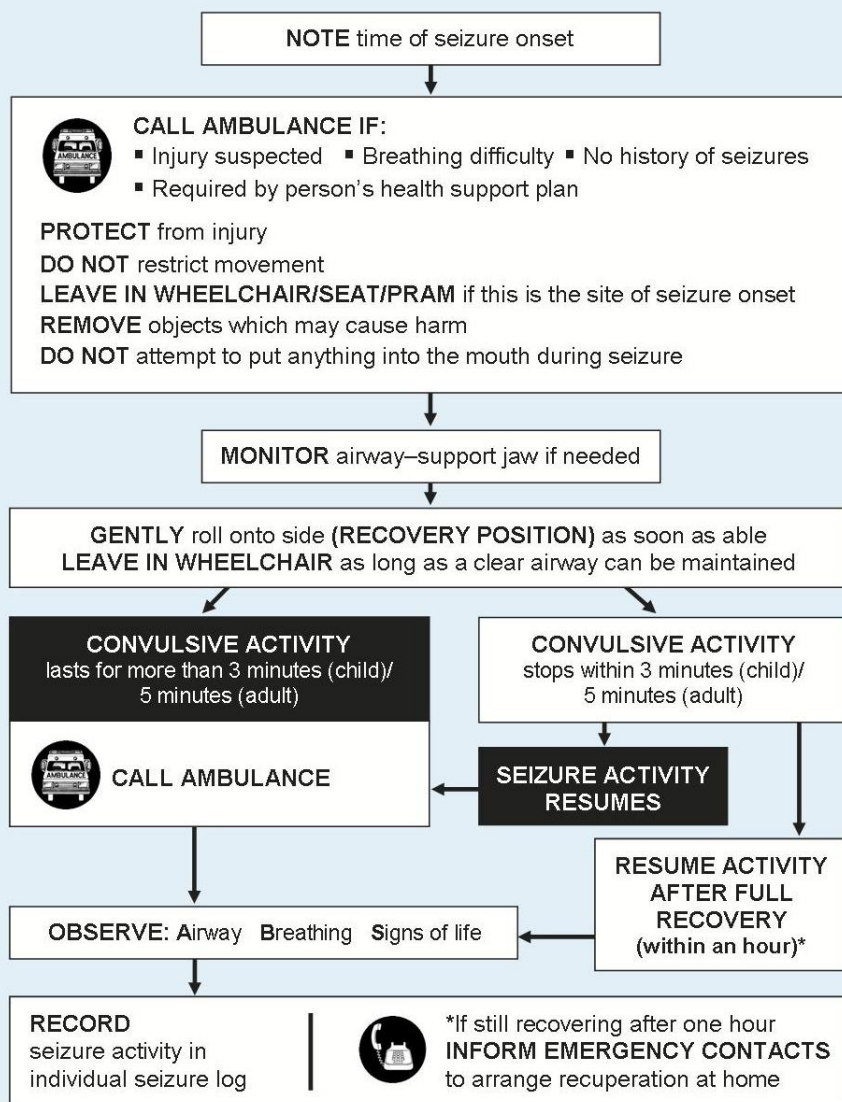 NOTE time of seizure onset
CALL AMBULANCE IF:
▪ Injury suspected ▪ Breathing difficulty ▪ No history of seizures
▪ Required by person's health support plan
AMBULANCE
PROTECT from injury
DO NOT restrict movement
LEAVE IN WHEELCHAIR/SEAT/PRAM if this is the site of seizure onset
REMOVE objects which may cause harm
DO NOT attempt to put anything into the mouth during seizure
MONITOR airway–support jaw if needed
GENTLY roll onto side (RECOVERY POSITION) as soon as able
LEAVE IN WHEELCHAIR as long as a clear airway can be maintained
CONVULSIVE ACTIVITY
lasts for more than 3 minutes (child)/
5 minutes (adult)
AMBULANCE
CALL AMBULANCE
CONVULSIVE ACTIVITY
stops within 3 minutes (child)/
5 minutes (adult)
SEIZURE ACTIVITY
RESUMES
RESUME ACTIVITY
AFTER FULL
RECOVERY
(within an hour)*
OBSERVE: Airway Breathing Signs of life
RECORD
seizure activity in
individual seizure log
*If still recovering after one hour
INFORM EMERGENCY CONTACTS
to arrange recuperation at home